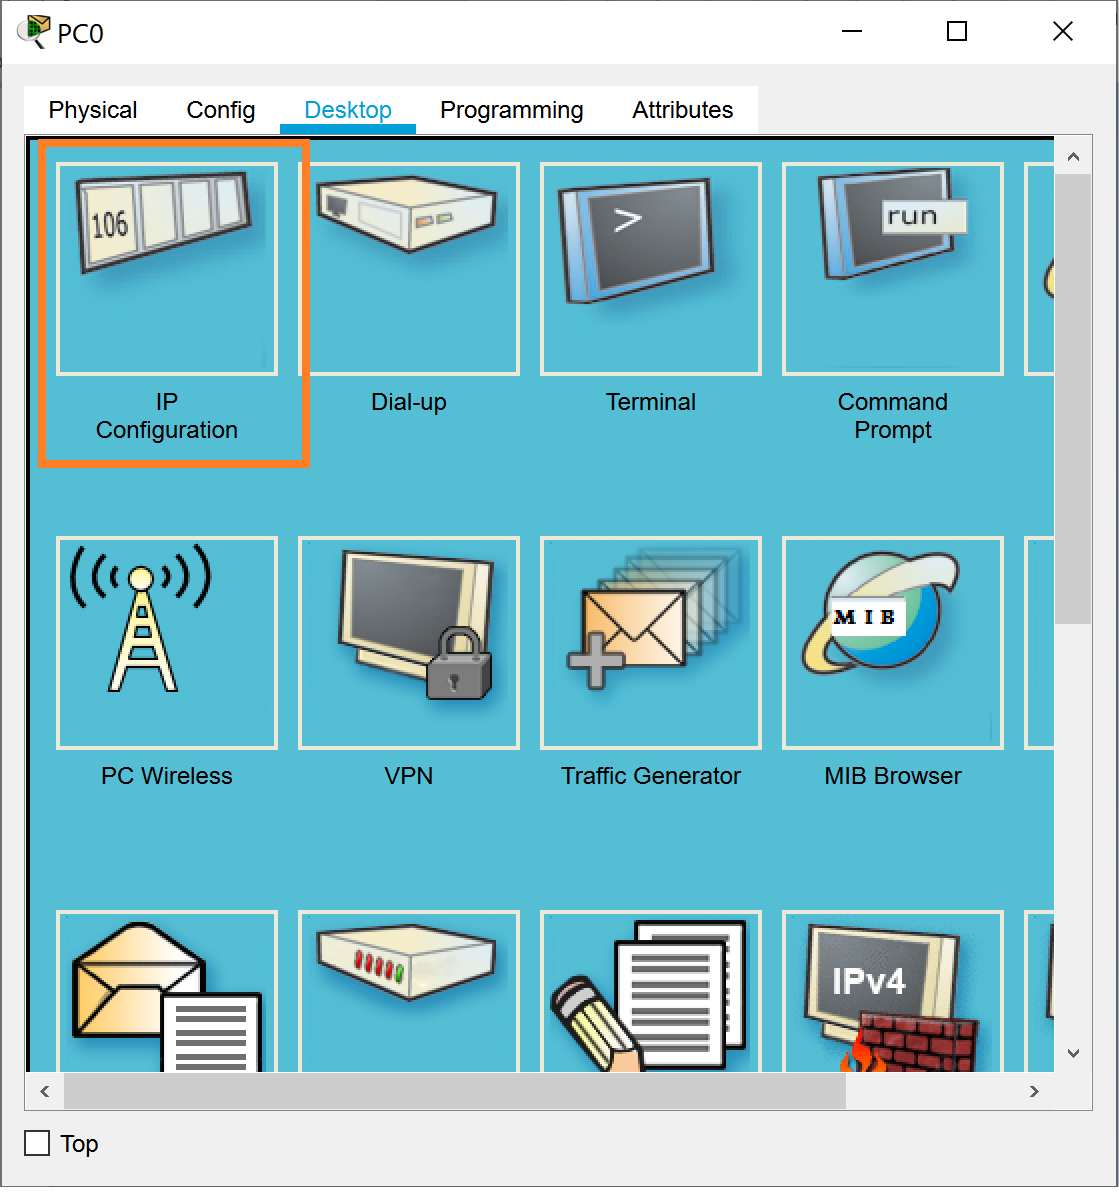 PC0
Physical Config Desktop Programming Attributes
106
>
run
IP
Configuration
Dial-up
Terminal
Command
Prompt
MIB
PC Wireless
VPN
Traffic Generator
MIB Browser
IPv4
Top